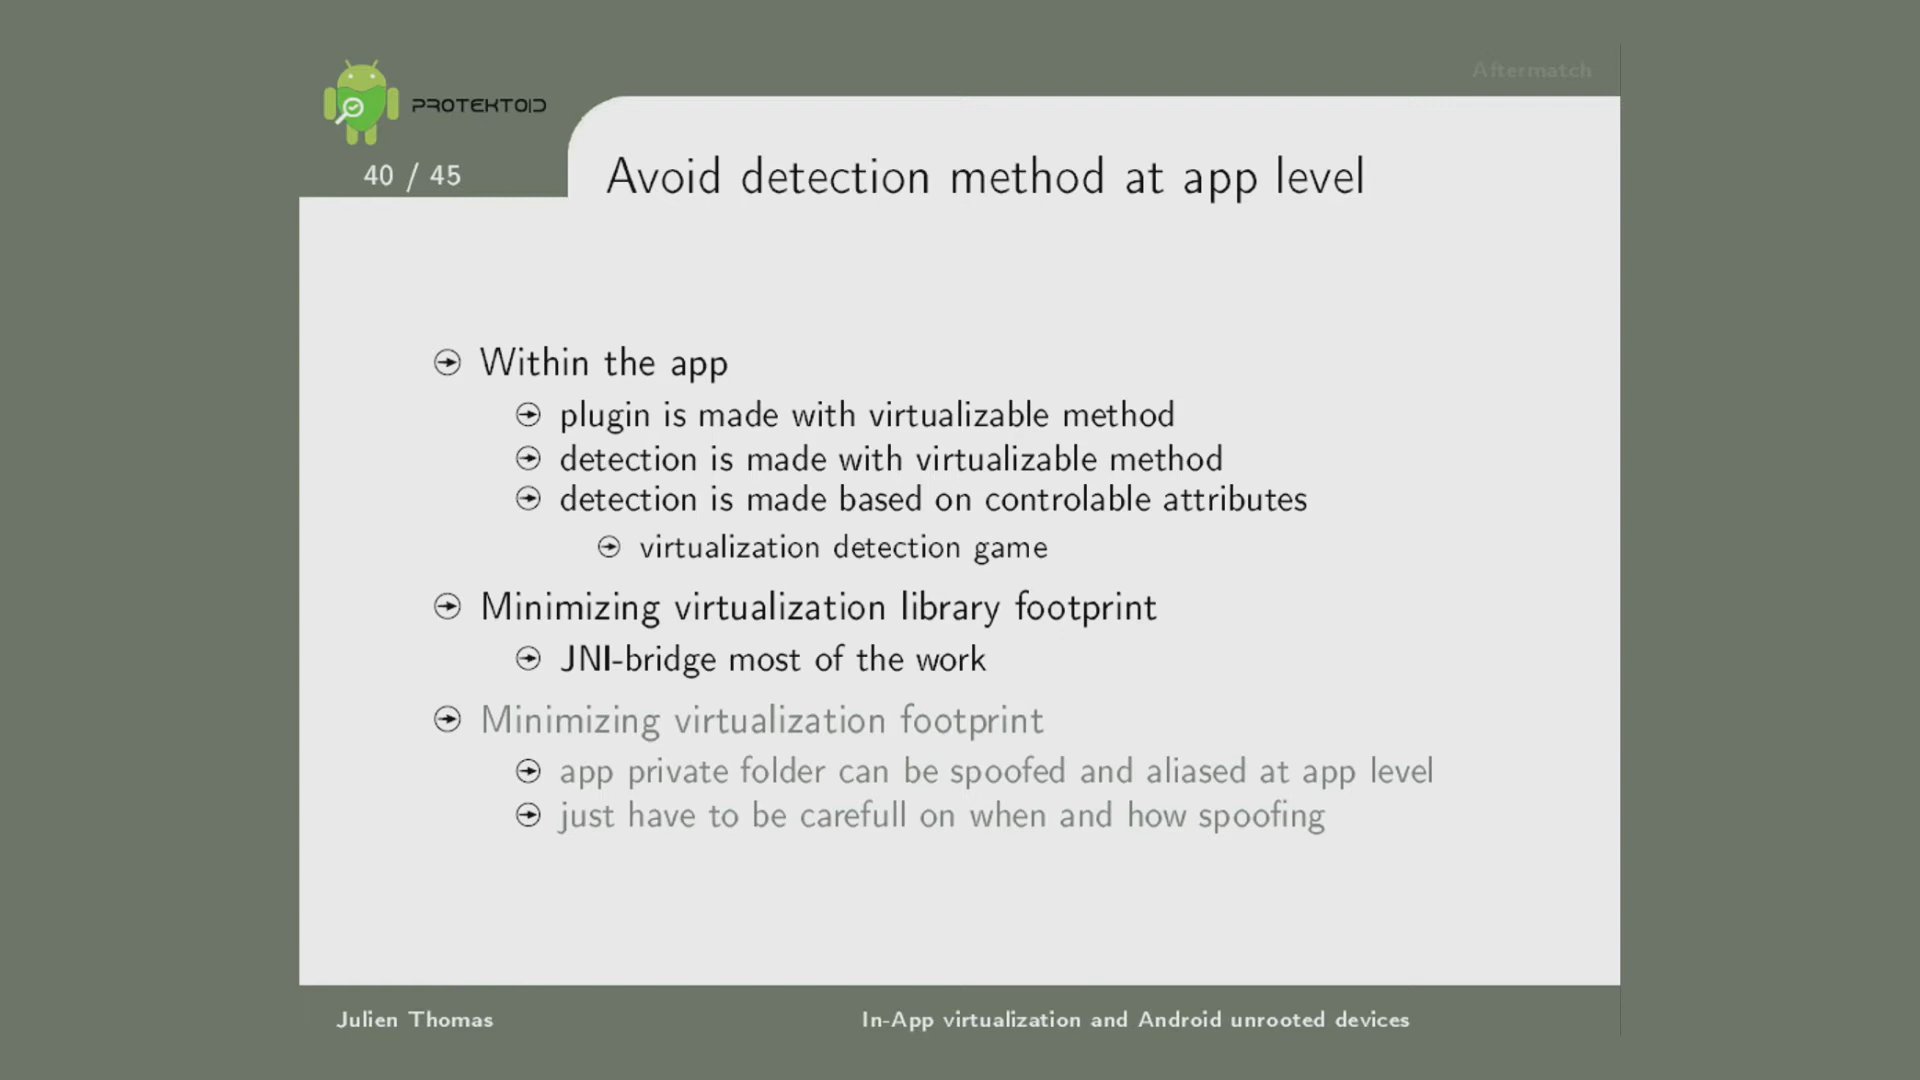 Aftermatch
PROTEKTOID
40 / 45
Avoid detection method at app level
Within the app
plugin is made with virtualizable method
detection is made with virtualizable method
detection is made based on controlable attributes
virtualization detection game
Minimizing virtualization library footprint
JNI-bridge most of the work
Minimizing virtualization footprint
app private folder can be spoofed and aliased at app level
just have to be carefull on when and how spoofing
Julien Thomas
In-App virtualization and Android unrooted devices